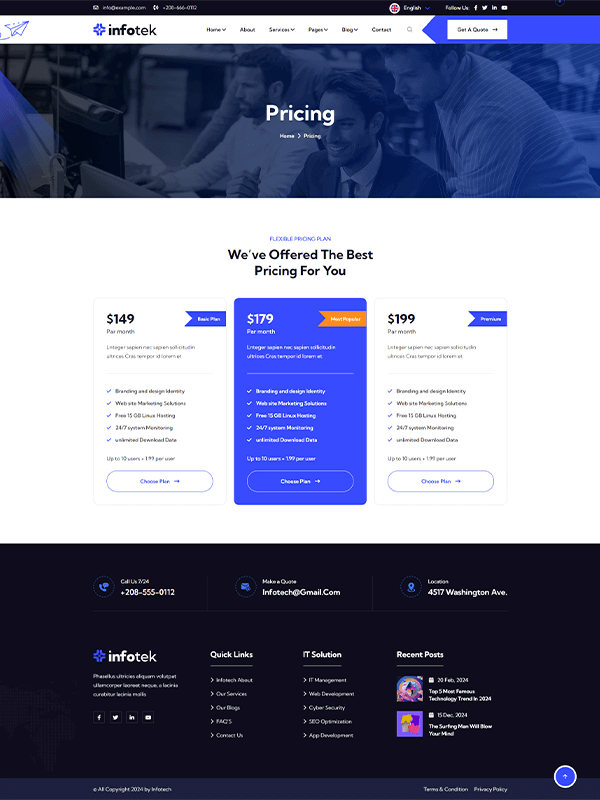 info@example.com +208-666-0112 English Follow Us:
infotek Home About Services Pages Blog Contact Get A Quote
Pricing
Home Pricing
FLEXIBLE PRICING PLAN
We've Offered The Best
Pricing For You
$149 Basic Plan
Par month
Lnteger sapien nec sapien sollicitudin
ultrices Cras tempor id lorem et
Branding and design Identity
Web site Marketing Solutions
Free 15 GB Linux Hosting
24/7 system Monitoring
unlimited Download Data
Up to 10 users + 1.99 per user
Choose Plan
$179 Most Popular
Par month
Lnteger sapien nec sapien sollicitudin
ultrices Cras tempor id lorem et
Branding and design Identity
Web site Marketing Solutions
Free 15 GB Linux Hosting
24/7 system Monitoring
unlimited Download Data
Up to 10 users + 1.99 per user
Choose Plan
$199 Premium
Par month
Lnteger sapien nec sapien sollicitudin
ultrices Cras tempor id lorem et
Branding and design Identity
Web site Marketing Solutions
Free 15 GB Linux Hosting
24/7 system Monitoring
unlimited Download Data
Up to 10 users + 1.99 per user
Choose Plan
Call Us 7/24
+208-555-0112
Make a Quote
Infotech@Gmail.Com
Location
4517 Washington Ave.
infotek
Phasellus ultricies aliquam volutpat
ullamcorper laoreet neque, a lacinia
curabitur lacinia mollis
Quick Links
Infotech About
Our Services
Our Blogs
FAQ'S
Contact Us
IT Solution
IT Management
Web Development
Cyber Security
SEO Optimization
App Development
Recent Posts
20 Feb, 2024
Top 5 Most Famous
Technology Trend In 2024
15 Dec, 2024
The Surfing Man Will Blow
Your Mind
© All Copyright 2024 by Infotech Terms & Condition Privacy Policy